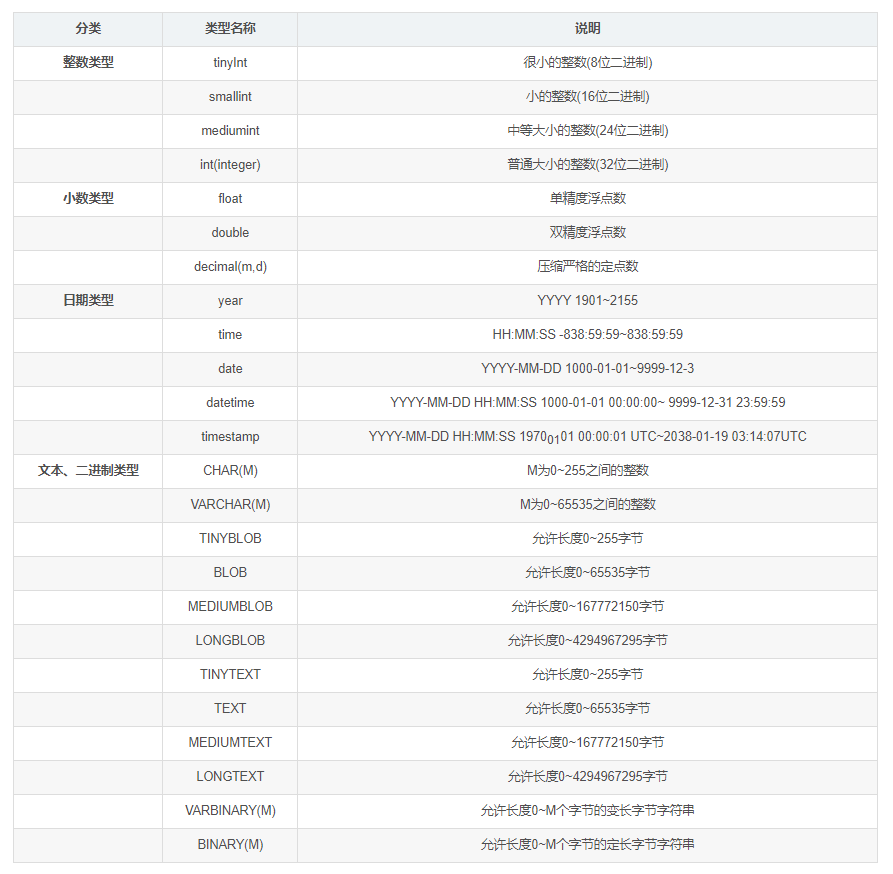 分类 类型名称 说明
整数类型 tinyInt 很小的整数(8位二进制)
smallint 小的整数(16位二进制)
mediumint 中等大小的整数(24位二进制)
int(integer) 普通大小的整数(32位二进制)
小数类型 float 单精度浮点数
double 双精度浮点数
decimal(m,d) 压缩严格的定点数
日期类型 year YYYY 1901~2155
time HH:MM:SS -838:59:59~838:59:59
date YYYY-MM-DD 1000-01-01~9999-12-3
datetime YYYY-MM-DD HH:MM:SS 1000-01-01 00:00:00~ 9999-12-31 23:59:59
timestamp YYYY-MM-DD HH:MM:SS 19700101 00:00:01 UTC~2038-01-19 03:14:07UTC
文本、二进制类型 CHAR(M) M为0~255之间的整数
VARCHAR(M) M为0~65535之间的整数
TINYBLOB 允许长度0~255字节
BLOB 允许长度0~65535字节
MEDIUMBLOB 允许长度0~167772150字节
LONGBLOB 允许长度0~4294967295字节
TINYTEXT 允许长度0~255字节
TEXT 允许长度0~65535字节
MEDIUMTEXT 允许长度0~167772150字节
LONGTEXT 允许长度0~4294967295字节
VARBINARY(M) 允许长度0~M个字节的变长字节字符串
BINARY(M) 允许长度0~M个字节的定长字节字符串